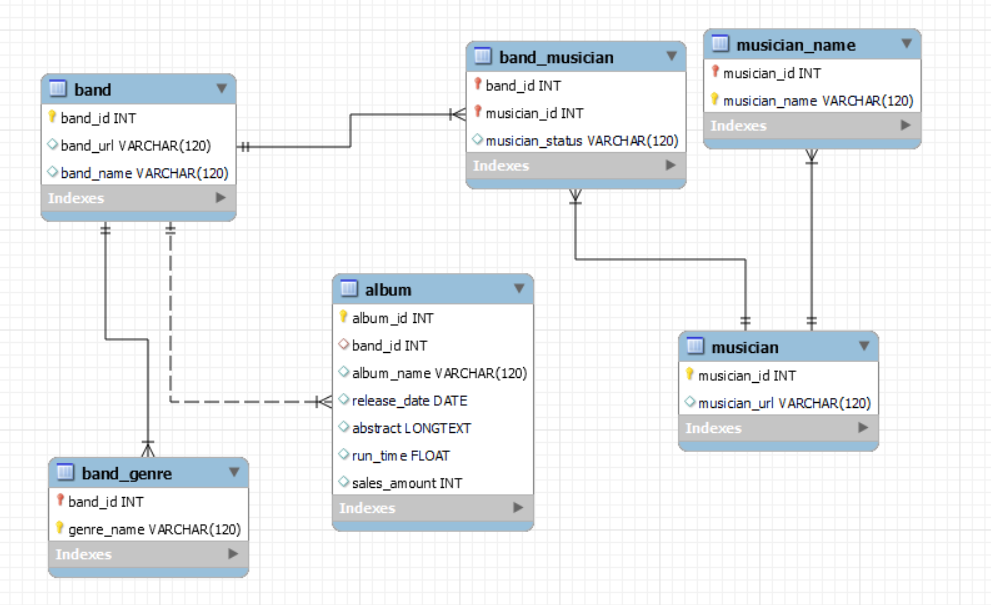 band
band_id INT
band_url VARCHAR(120)
band_name VARCHAR(120)
Indexes
band_musician
band_id INT
musician_id INT
musician_status VARCHAR(120)
Indexes
musician_name
musician_id INT
musician_name VARCHAR(120)
Indexes
album
album_id INT
band_id INT
album_name VARCHAR(120)
release_date DATE
abstract LONGTEXT
run_time FLOAT
sales_amount INT
Indexes
musician
musician_id INT
musician_url VARCHAR(120)
Indexes
band_genre
band_id INT
genre_name VARCHAR(120)
Indexes